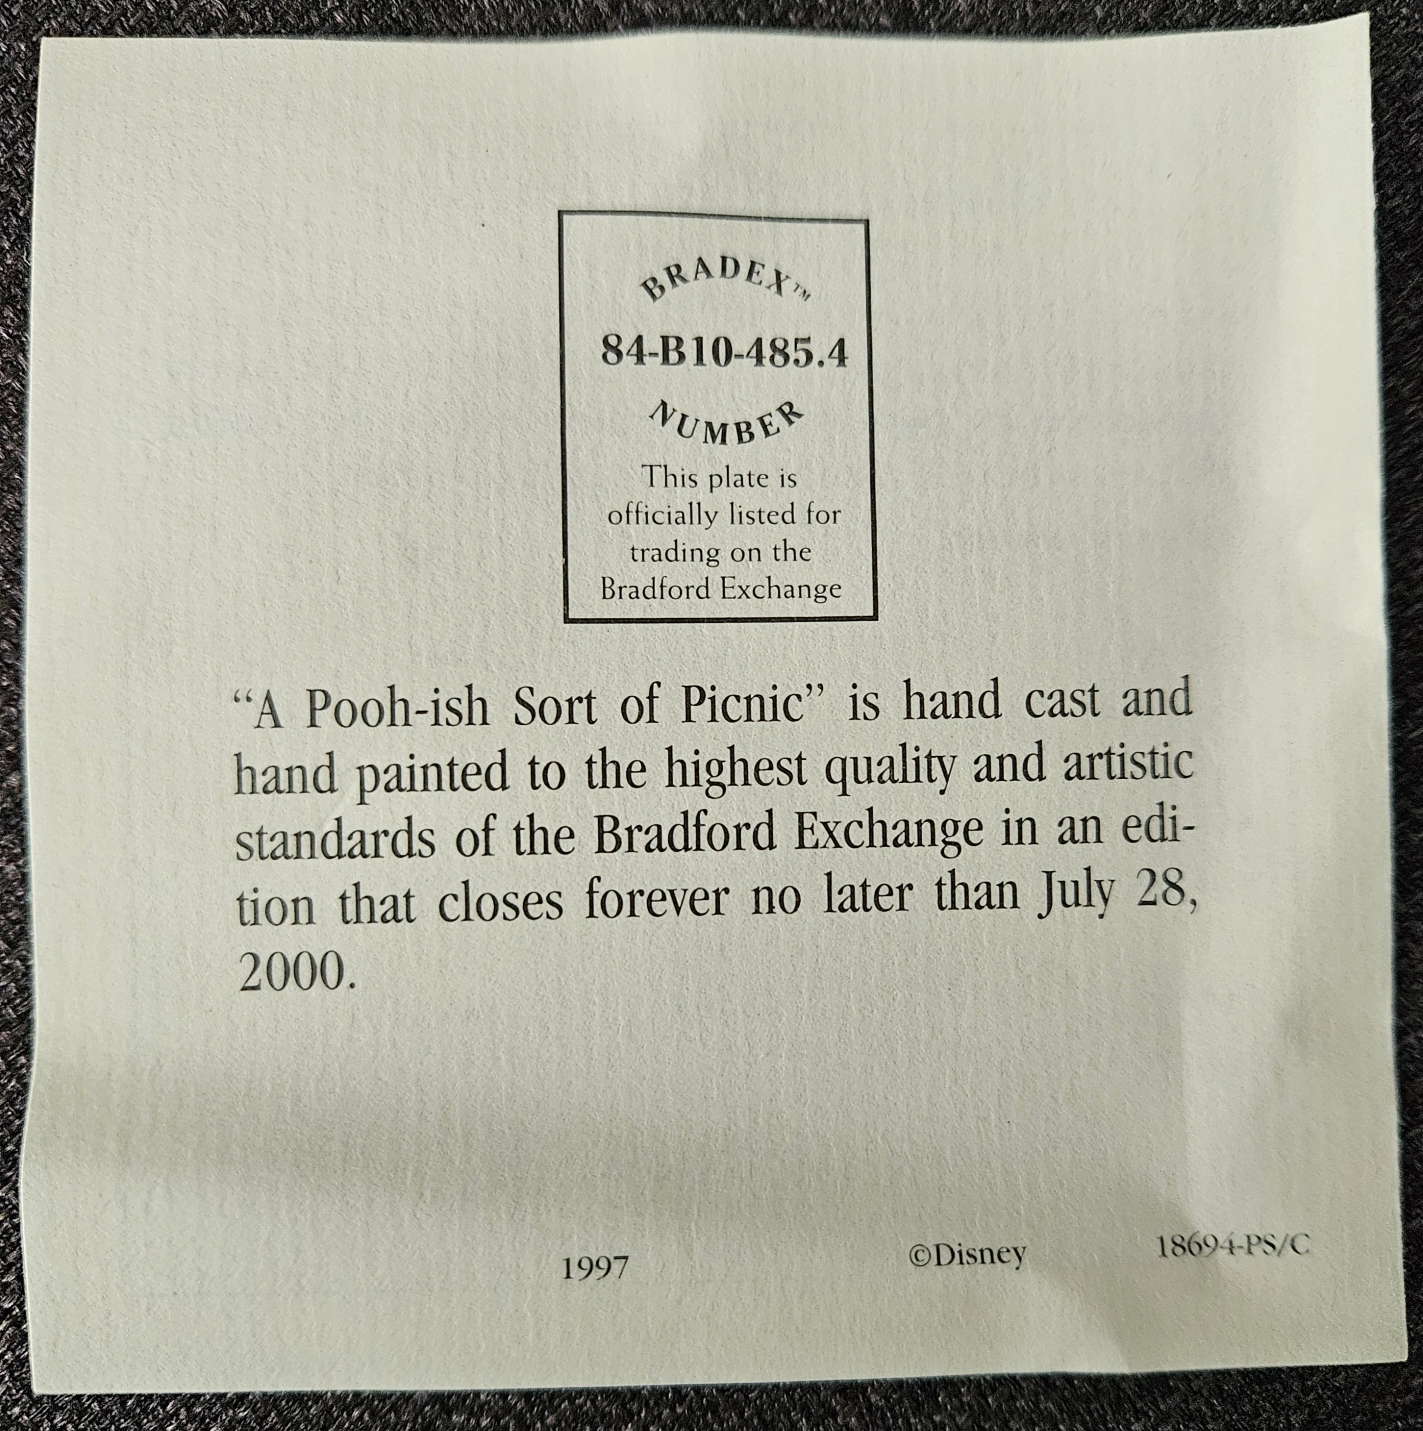 BRADEX™
84-B10-485.4
NUMBER
This plate is
officially listed for
trading on the
Bradford Exchange
“A Pooh-ish Sort of Picnic” is hand cast and
hand painted to the highest quality and artistic
standards of the Bradford Exchange in an edi-
tion that closes forever no later than July 28,
2000.
1997 ©Disney 18694-PS/C